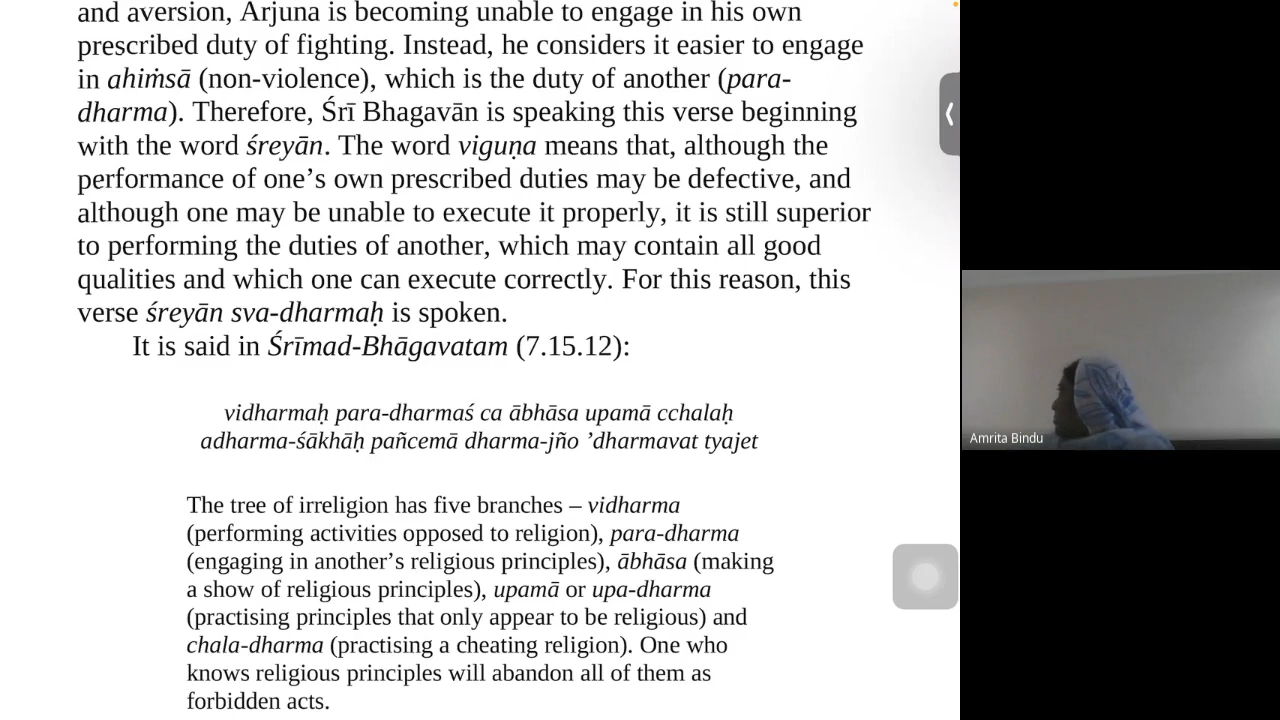 and aversion, Arjuna is becoming unable to engage in his own
prescribed duty of fighting. Instead, he considers it easier to engage
in ahiṁsā (non-violence), which is the duty of another (para-
dharma). Therefore, Śrī Bhagavān is speaking this verse beginning
with the word śreyān. The word viguṇa means that, although the
performance of one’s own prescribed duties may be defective, and
although one may be unable to execute it properly, it is still superior
to performing the duties of another, which may contain all good
qualities and which one can execute correctly. For this reason, this
verse śreyān sva-dharmaḥ is spoken.
It is said in Śrīmad-Bhāgavatam (7.15.12):
vidharmaḥ para-dharmaś ca ābhāsa upamā cchalaḥ
adharma-śākhāḥ pañcemā dharma-jño ’dharmavat tyajet
The tree of irreligion has five branches – vidharma
(performing activities opposed to religion), para-dharma
(engaging in another’s religious principles), ābhāsa (making
a show of religious principles), upamā or upa-dharma
(practising principles that only appear to be religious) and
chala-dharma (practising a cheating religion). One who
knows religious principles will abandon all of them as
forbidden acts.
Amrita Bindu